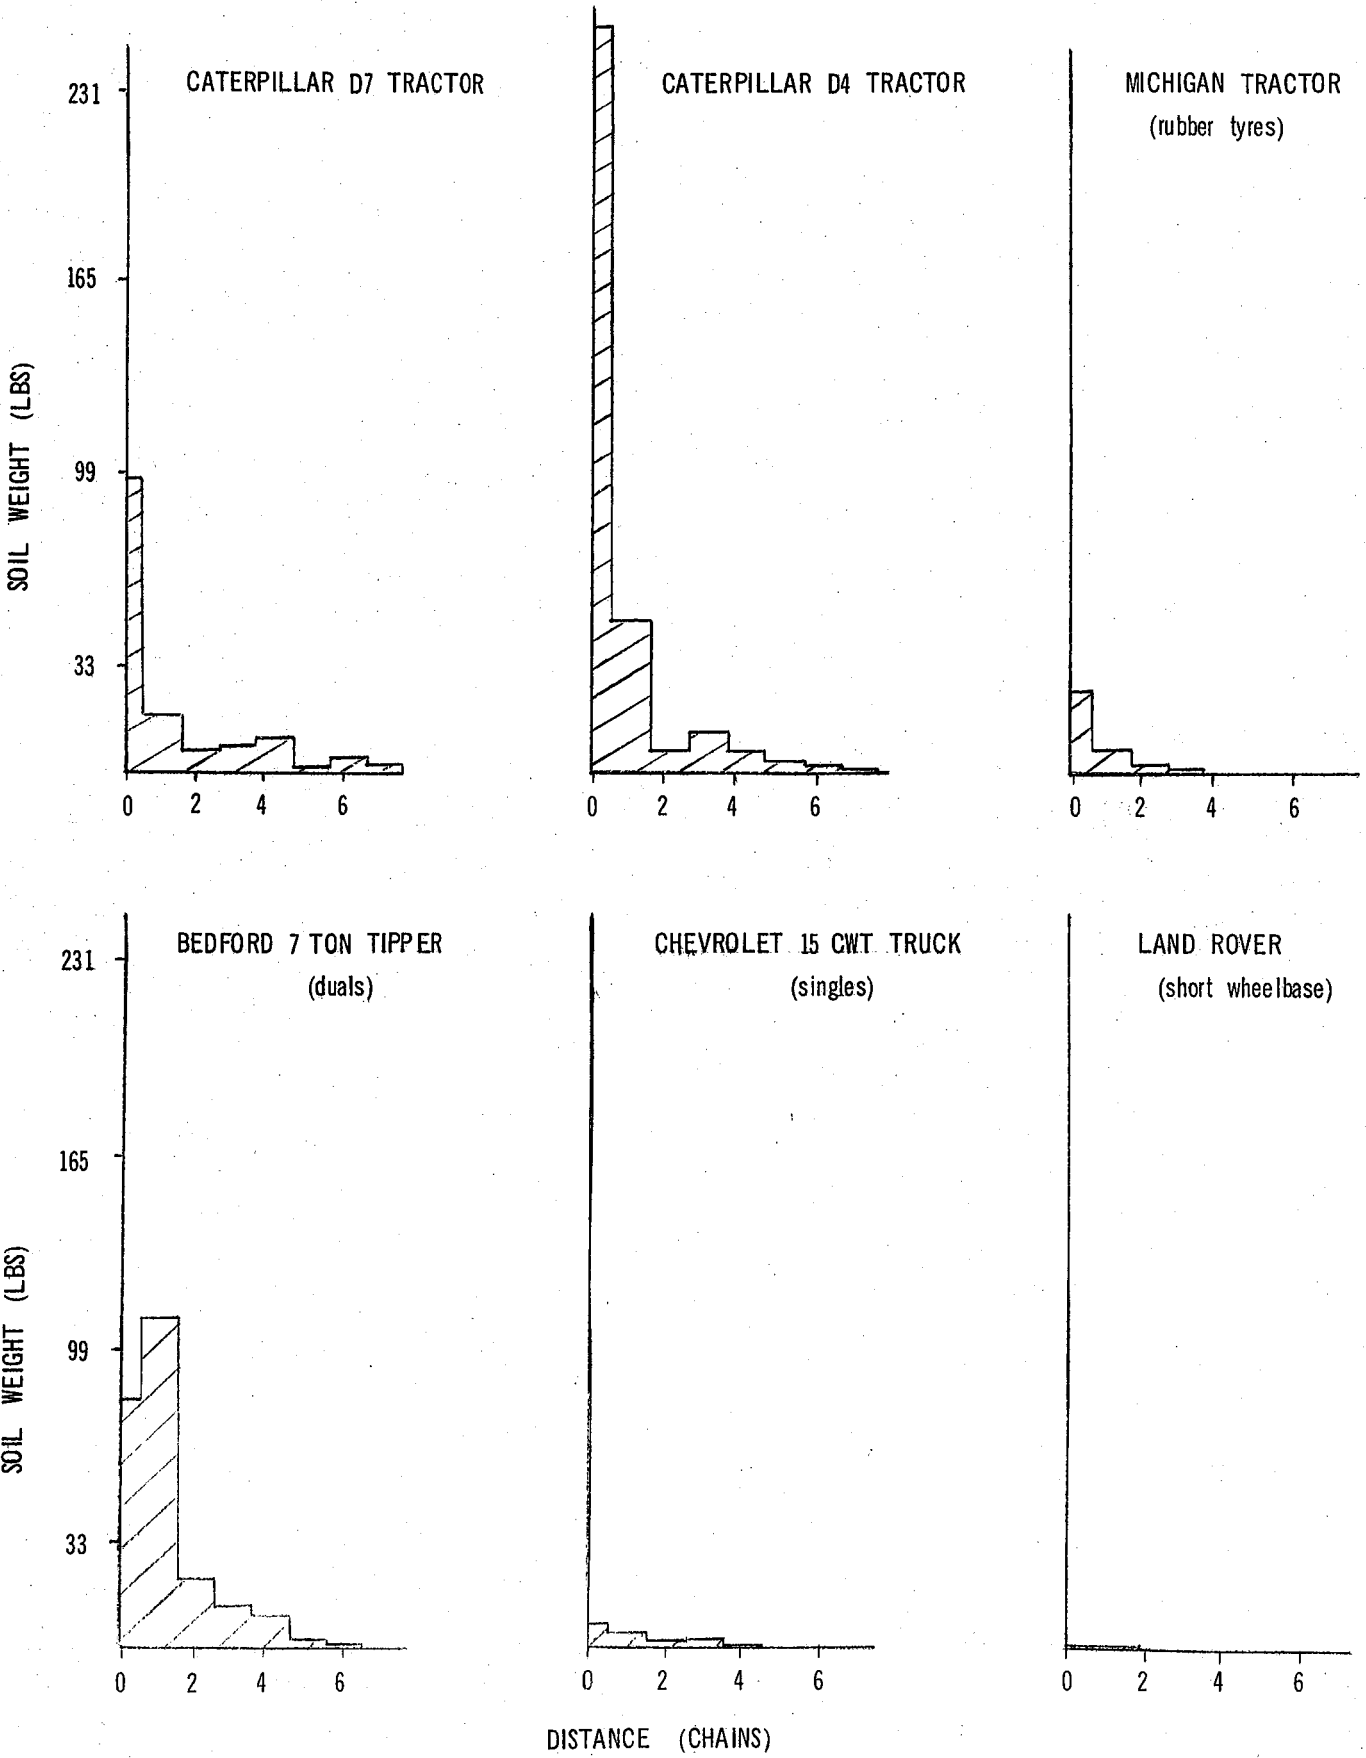 CATERPILLAR D7 TRACTOR
CATERPILLAR D4 TRACTOR
MICHIGAN TRACTOR
(rubber tyres)
231
165
99
33
SOIL WEIGHT (LBS)
0 2 4 6
0 2 4 6
0 2 4 6
BEDFORD 7 TON TIPPER
(duals)
CHEVROLET 15 CWT TRUCK
(singles)
LAND ROVER
(short wheelbase)
231
165
99
33
SOIL WEIGHT (LBS)
0 2 4 6
0 2 4 6
0 2 4 6
DISTANCE (CHAINS)